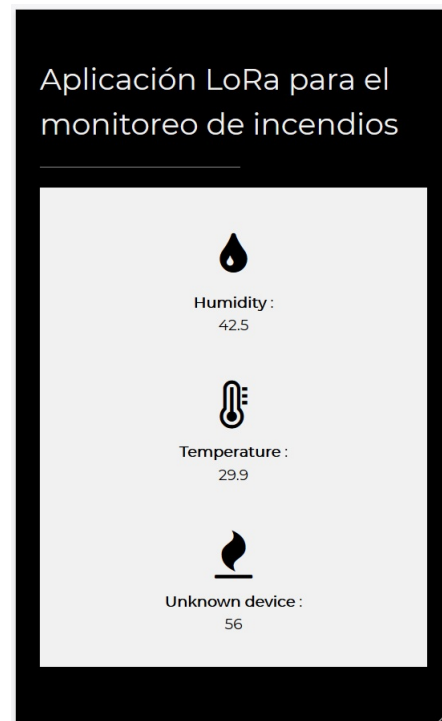 Aplicación LoRa para el
monitoreo de incendios
Humidity :
42.5
Temperature :
29.9
Unknown device :
56